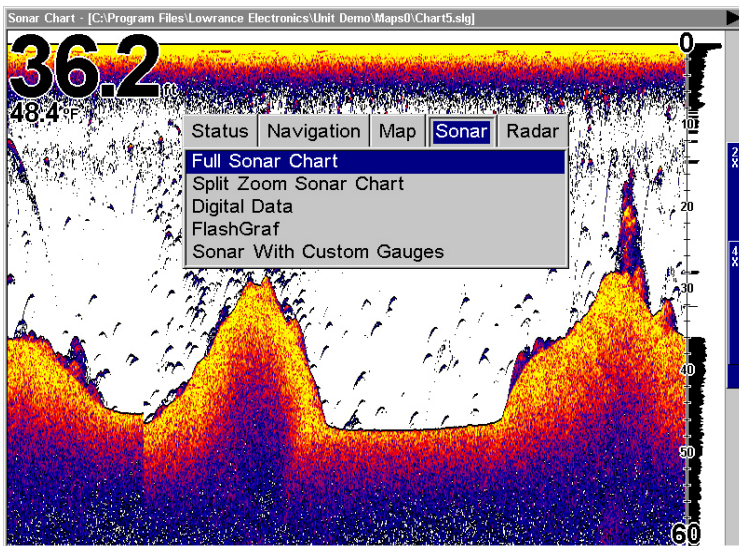 Sonar Chart - [C:\Program Files\Lowrance Electronics\Unit Demo\Maps0\Chart5.slg]
36.2 ft
48.4°F
0
10
20
30
40
50
60
2X
4X
Status Navigation Map Sonar Radar
Full Sonar Chart
Split Zoom Sonar Chart
Digital Data
FlashGraf
Sonar With Custom Gauges